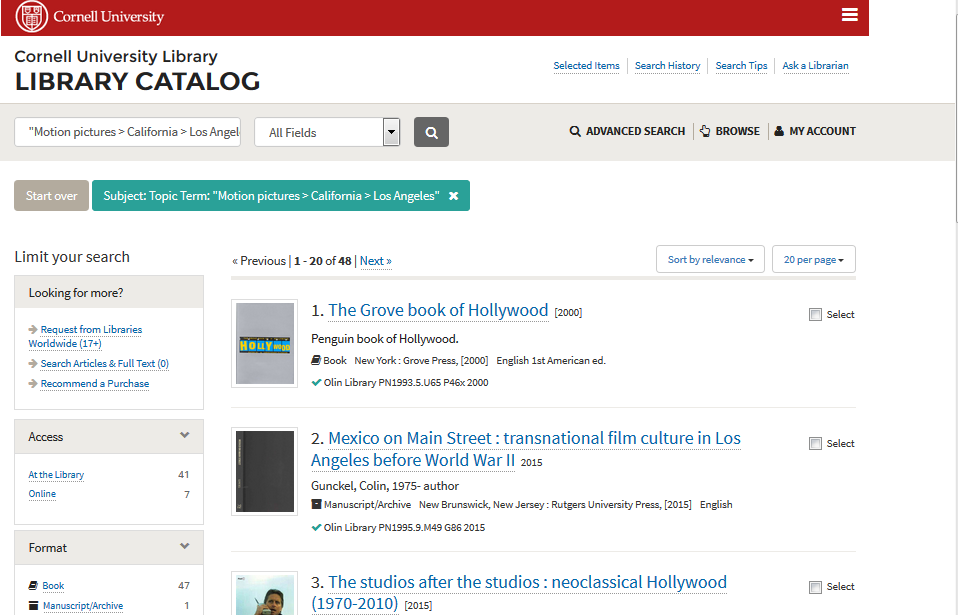 Cornell University
Cornell University Library
LIBRARY CATALOG
Selected Items
Search History
Search Tips
Ask a Librarian
"Motion pictures > California > Los Angel
All Fields
ADVANCED SEARCH
BROWSE
MY ACCOUNT
Start over
Subject: Topic Term: "Motion pictures > California > Los Angeles" ✖
Limit your search
« Previous | 1 - 20 of 48 | Next »
Sort by relevance
20 per page
Looking for more?
Request from Libraries
Worldwide (17+)
Search Articles & Full Text (0)
Recommend a Purchase
Access
At the Library 41
Online 7
Format
Book 47
Manuscript/Archive 1
HOLLYWOOD
1. The Grove book of Hollywood [2000]
Select
Penguin book of Hollywood.
Book New York : Grove Press, [2000] English 1st American ed.
Olin Library PN1993.5.U65 P46x 2000
2. Mexico on Main Street : transnational film culture in Los
Angeles before World War II 2015
Select
Gunckel, Colin, 1975- author
Manuscript/Archive New Brunswick, New Jersey : Rutgers University Press, [2015] English
Olin Library PN1995.9.M49 G86 2015
3. The studios after the studios : neoclassical Hollywood
(1970-2010) [2015]
Select